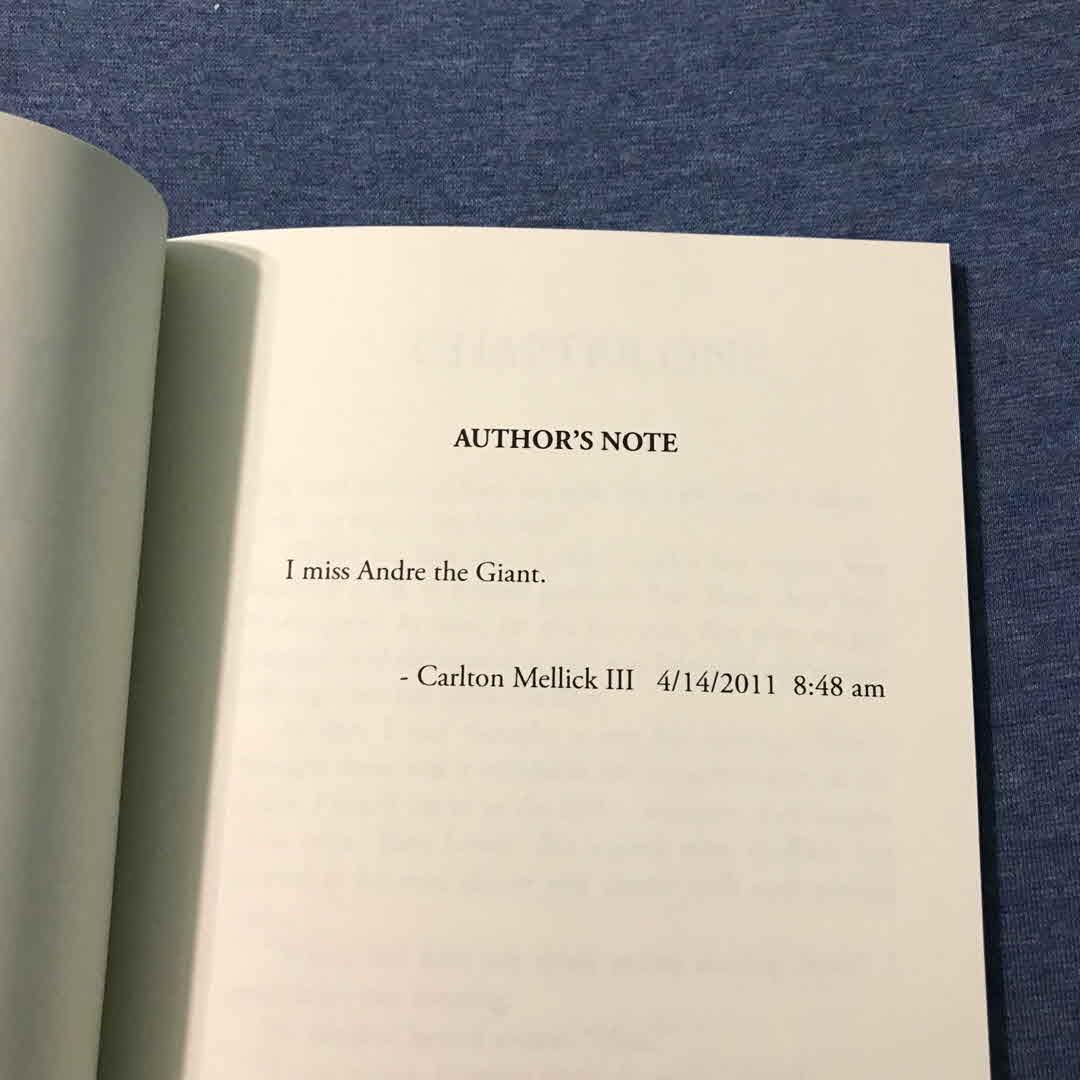 AUTHOR'S NOTE
I miss Andre the Giant.
- Carlton Mellick III 4/14/2011 8:48 am